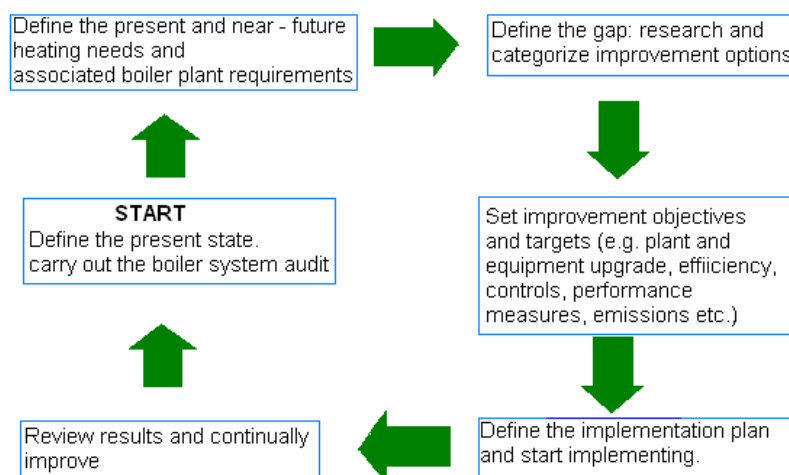 Define the present and near - future
heating needs and
associated boiler plant requirements
Define the gap: research and
categorize improvement options
START
Define the present state.
carry out the boiler system audit
Set improvement objectives
and targets (e.g. plant and
equipment upgrade, effiiciency,
controls, performance
measures, emissions etc.)
Review results and continually
improve
Define the implementation plan
and start implementing.